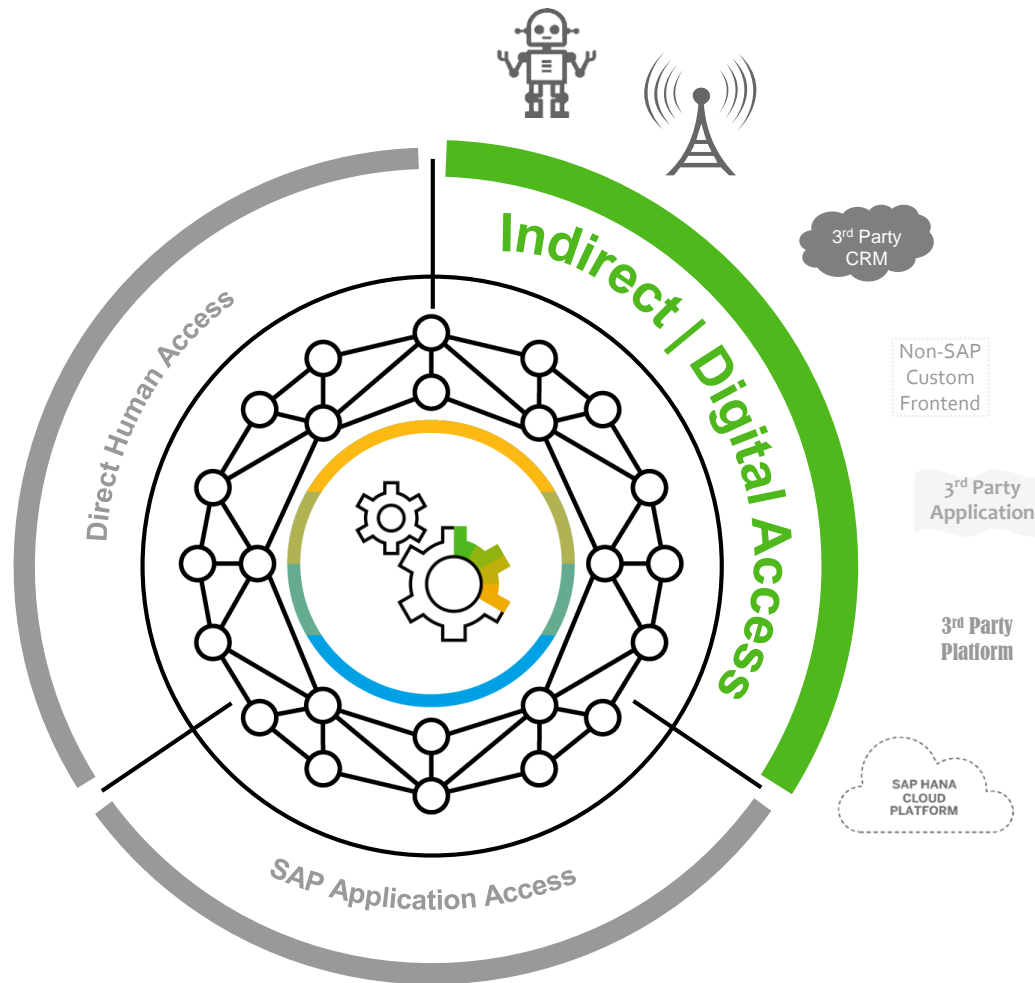 3rd Party
CRM
Indirect | Digital Access
Direct Human Access
Non-SAP
Custom
Frontend
3rd Party
Application
3rd Party
Platform
SAP HANA
CLOUD
PLATFORM
SAP Application Access